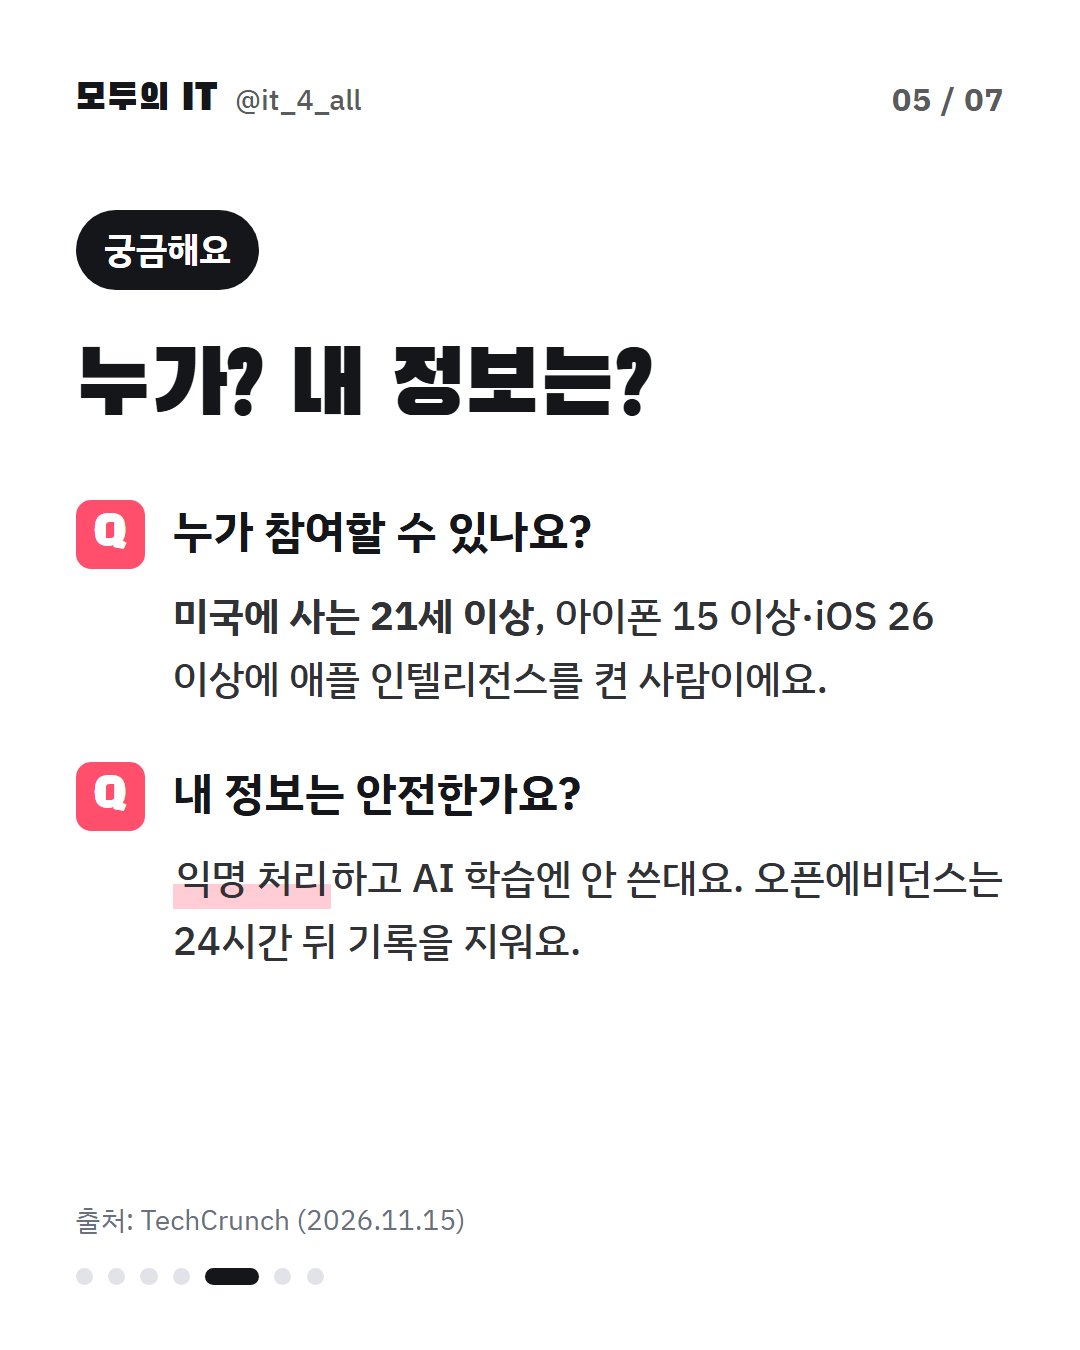 모두의 IT @it_4_all
05 / 07
궁금해요
누가? 내 정보는?
Q 누가 참여할 수 있나요?
미국에 사는 21세 이상, 아이폰 15 이상·iOS 26
이상에 애플 인텔리전스를 켠 사람이에요.
Q 내 정보는 안전한가요?
익명 처리하고 AI 학습엔 안 쓴대요. 오픈에비던스는
24시간 뒤 기록을 지워요.
출처: TechCrunch (2026.11.15)